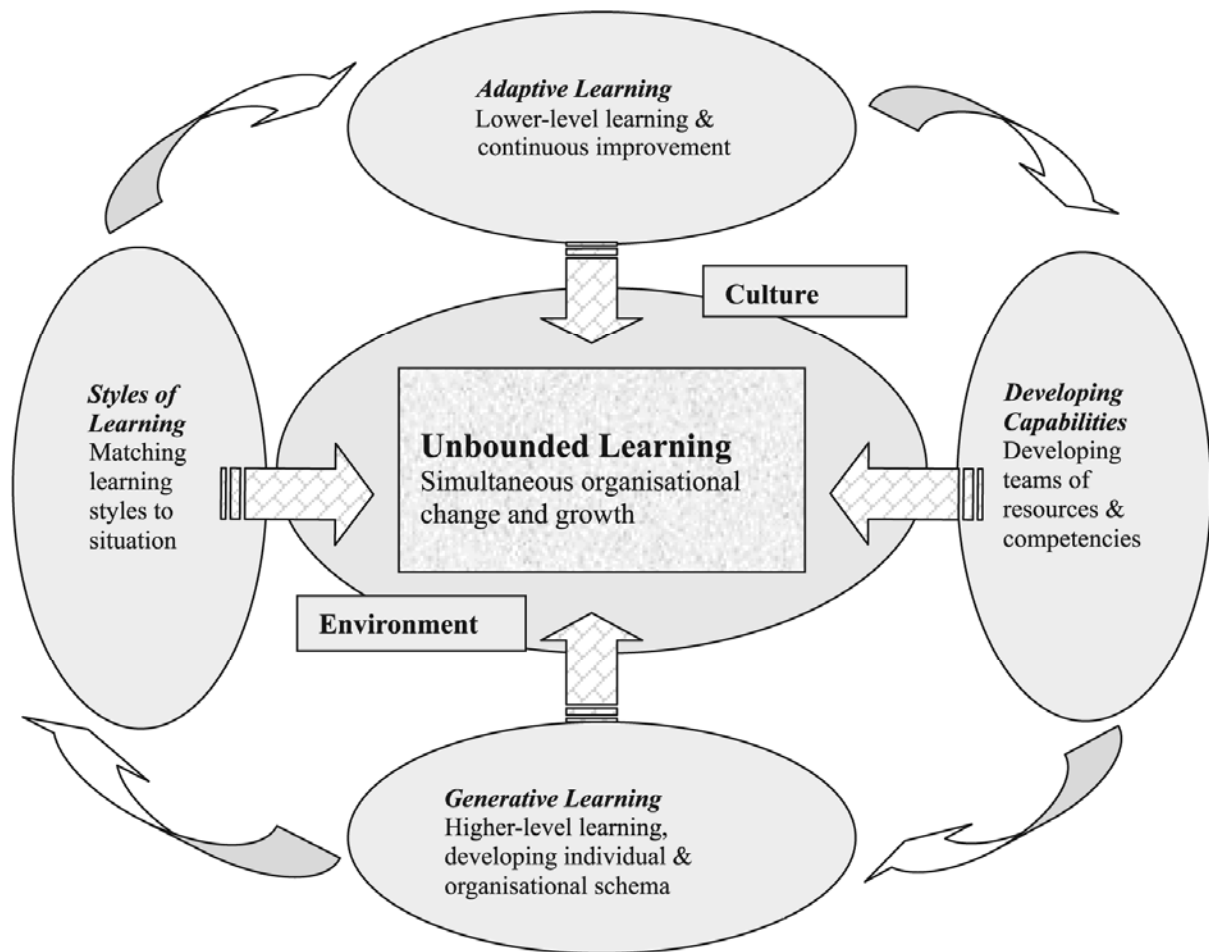 Adaptive Learning
Lower-level learning &
continuous improvement
Culture
Styles of
Learning
Matching
learning
styles to
situation
Unbounded Learning
Simultaneous organisational
change and growth
Developing
Capabilities
Developing
teams of
resources &
competencies
Environment
Generative Learning
Higher-level learning,
developing individual &
organisational schema